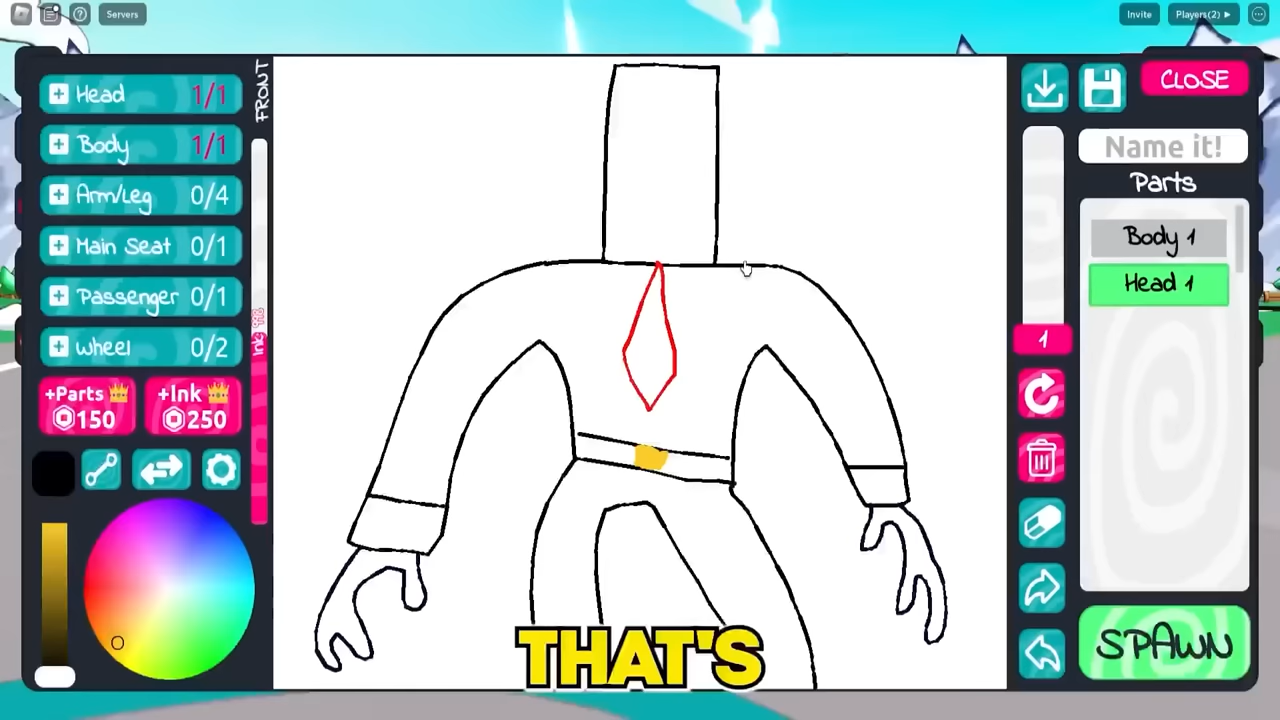 Servers
Invite
Players(2) ▶
Head 1/1
Body 1/1
Arm/Leg 0/4
Main Seat 0/1
Passenger 0/1
Wheel 0/2
+Parts
150
+Ink
250
FRONT
CLOSE
Name it!
Parts
Body 1
Head 1
1
SPAWN
THAT'S